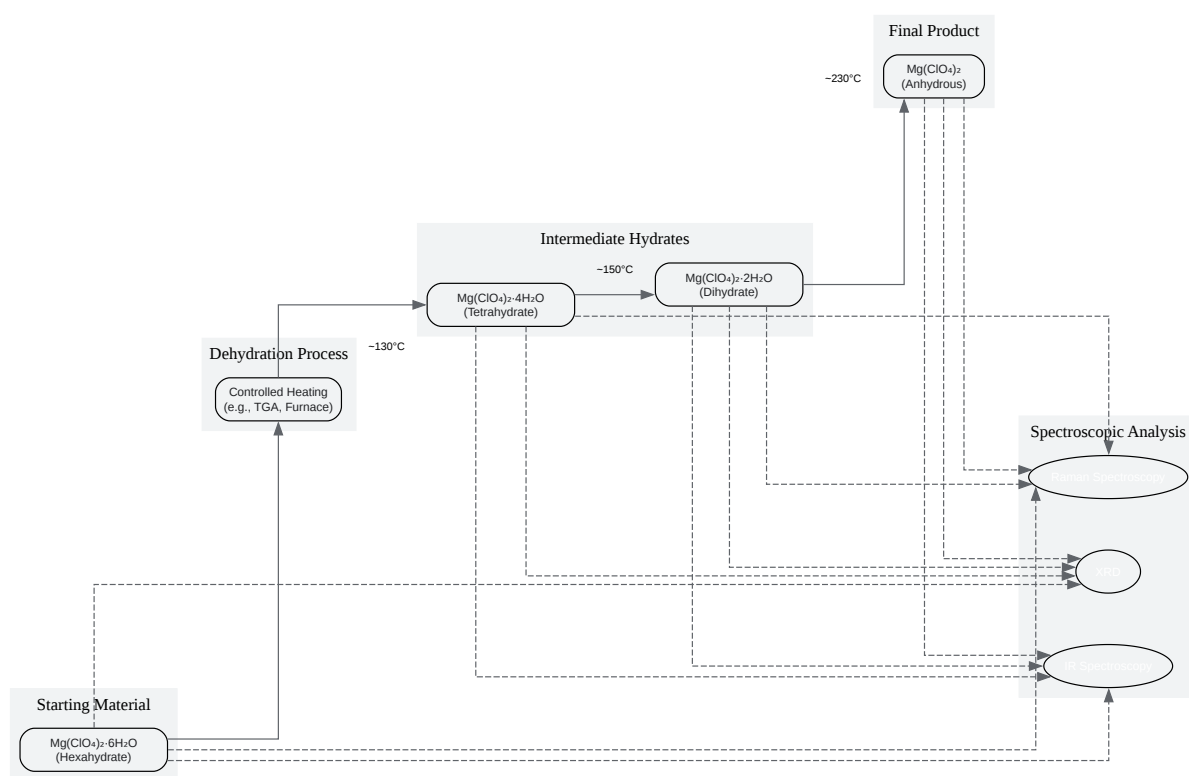 Final Product
Mg(ClO₄)₂
(Anhydrous)
~230°C
Intermediate Hydrates
~150°C
Mg(ClO₄)₂·2H₂O
(Dihydrate)
Mg(ClO₄)₂·4H₂O
(Tetrahydrate)
~130°C
Dehydration Process
Controlled Heating
(e.g., TGA, Furnace)
Spectroscopic Analysis
Raman Spectroscopy
XRD
IR Spectroscopy
Starting Material
Mg(ClO₄)₂·6H₂O
(Hexahydrate)